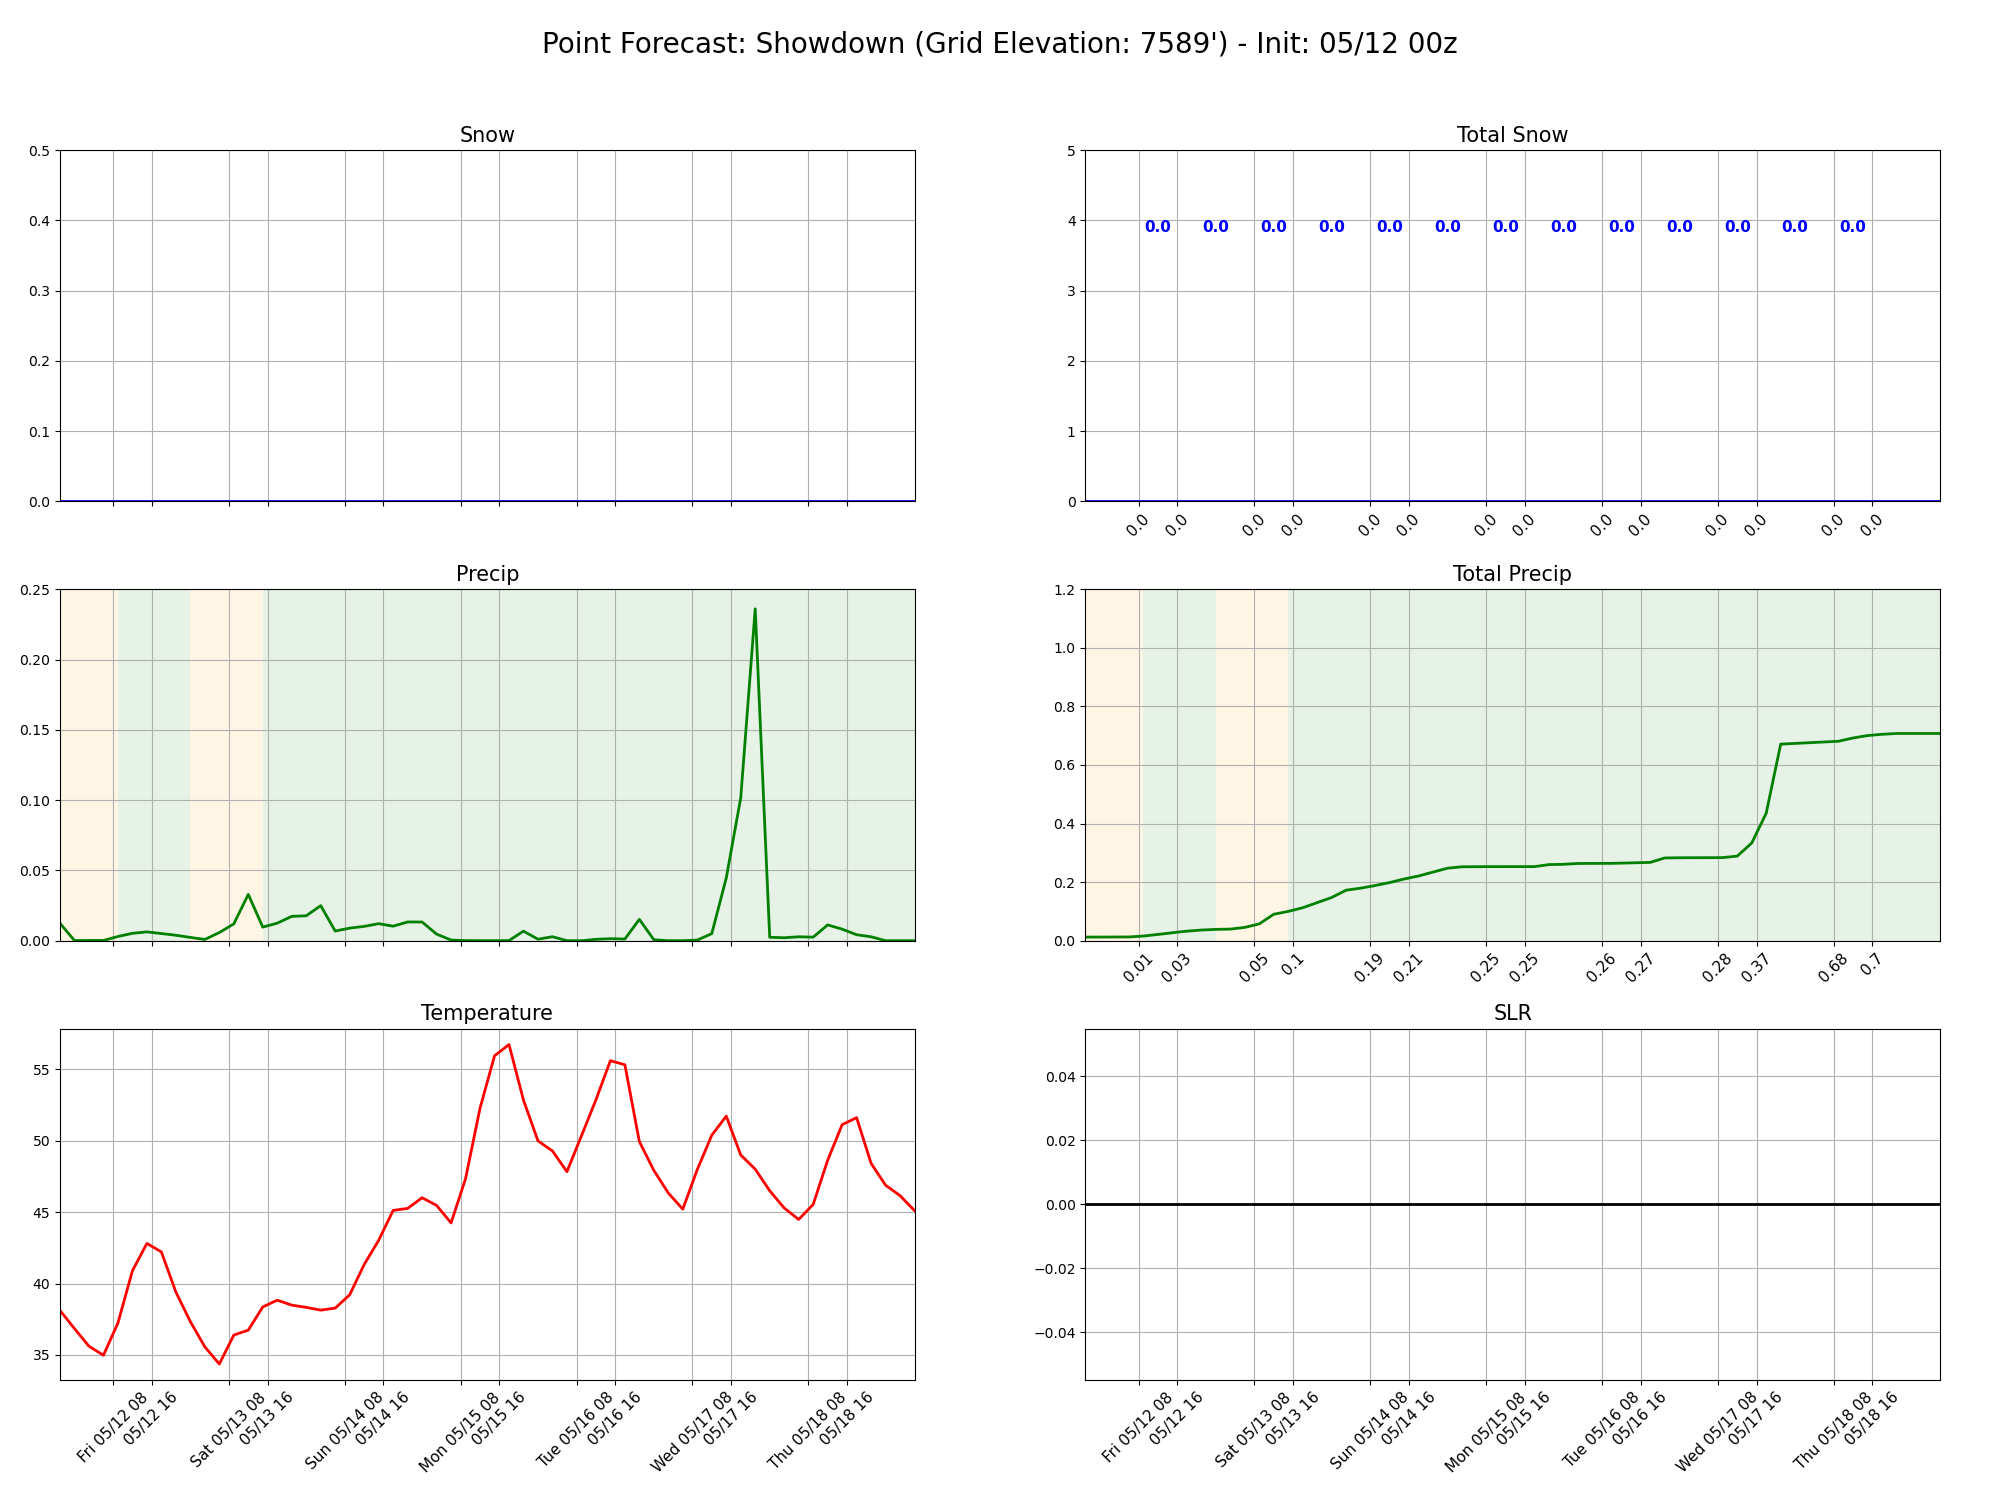 Point Forecast: Showdown (Grid Elevation: 7589') - Init: 05/12 00z
Snow
0.5
0.4
0.3
0.2
0.1
0.0
Total Snow
5
4
3
2
1
0
0.0 0.0 0.0 0.0 0.0 0.0 0.0 0.0 0.0 0.0 0.0 0.0 0.0
0.0 0.0 0.0 0.0 0.0 0.0 0.0 0.0 0.0 0.0 0.0 0.0 0.0 0.0
Precip
0.25
0.20
0.15
0.10
0.05
0.00
Total Precip
1.2
1.0
0.8
0.6
0.4
0.2
0.0
0.01 0.03 0.05 0.1 0.19 0.21 0.25 0.25 0.26 0.27 0.28 0.37 0.68 0.7
Temperature
55
50
45
40
35
Fri 05/12 08
05/12 16
Sat 05/13 08
05/13 16
Sun 05/14 08
05/14 16
Mon 05/15 08
05/15 16
Tue 05/16 08
05/16 16
Wed 05/17 08
05/17 16
Thu 05/18 08
05/18 16
SLR
0.04
0.02
0.00
−0.02
−0.04
Fri 05/12 08
05/12 16
Sat 05/13 08
05/13 16
Sun 05/14 08
05/14 16
Mon 05/15 08
05/15 16
Tue 05/16 08
05/16 16
Wed 05/17 08
05/17 16
Thu 05/18 08
05/18 16